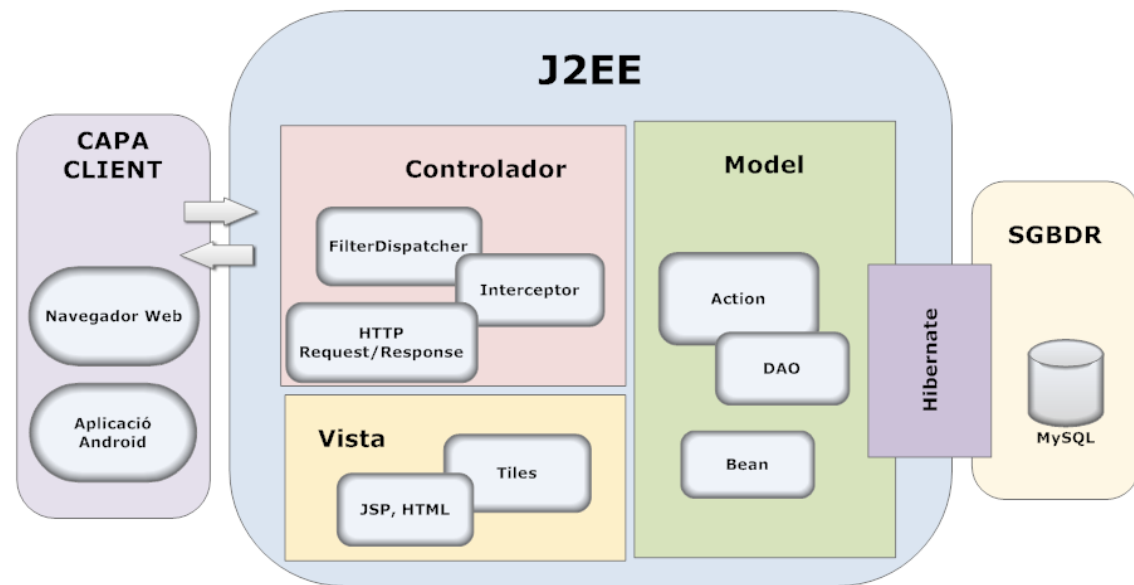 J2EE
CAPA
CLIENT
Navegador Web
Aplicació
Android
Controlador
FilterDispatcher
Interceptor
HTTP
Request/Response
Vista
Tiles
JSP, HTML
Model
Action
DAO
Bean
Hibernate
SGBDR
MySQL